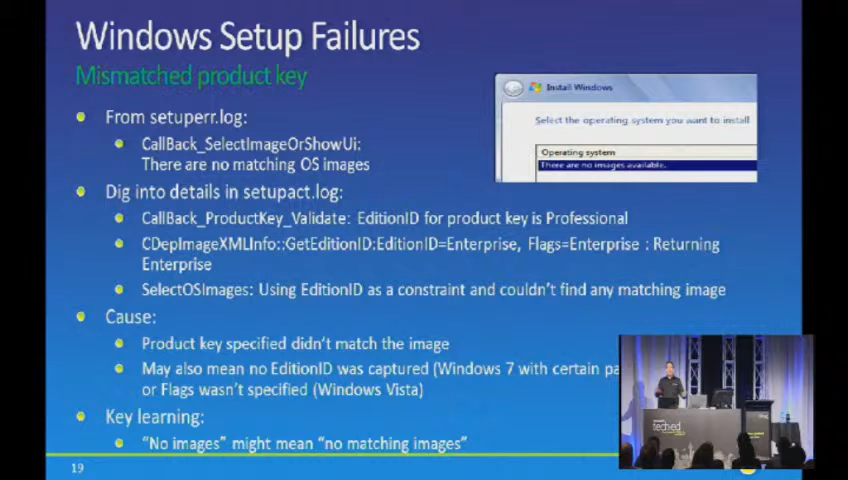 Windows Setup Failures
Mismatched product key
From setuperr.log:
CallBack_SelectImageOrShowUi:
There are no matching OS images
Install Windows
Select the operating system you want to install
Operating system
There are no images available.
Dig into details in setupact.log:
CallBack_ProductKey_Validate: EditionID for product key is Professional
CDepImageXMLInfo::GetEditionID:EditionID=Enterprise, Flags=Enterprise : Returning
Enterprise
SelectOSImages: Using EditionID as a constraint and couldn't find any matching image
Cause:
Product key specified didn't match the image
May also mean no EditionID was captured (Windows 7 with certain pa
or Flags wasn't specified (Windows Vista)
Key learning:
"No images" might mean "no matching images"
19
teched